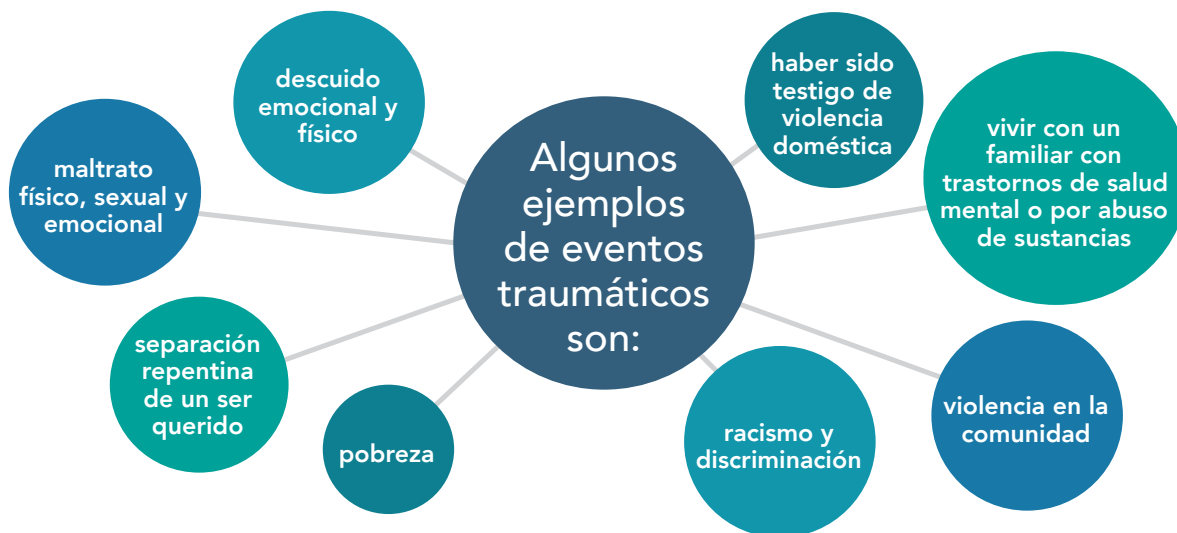 Algunos
ejemplos
de eventos
traumáticos
son:
descuido
emocional y
físico
maltrato
físico, sexual y
emocional
separación
repentina
de un ser
querido
pobreza
haber sido
testigo de
violencia
doméstica
vivir con un
familiar con
trastornos de salud
mental o por abuso
de sustancias
violencia en la
comunidad
racismo y
discriminación